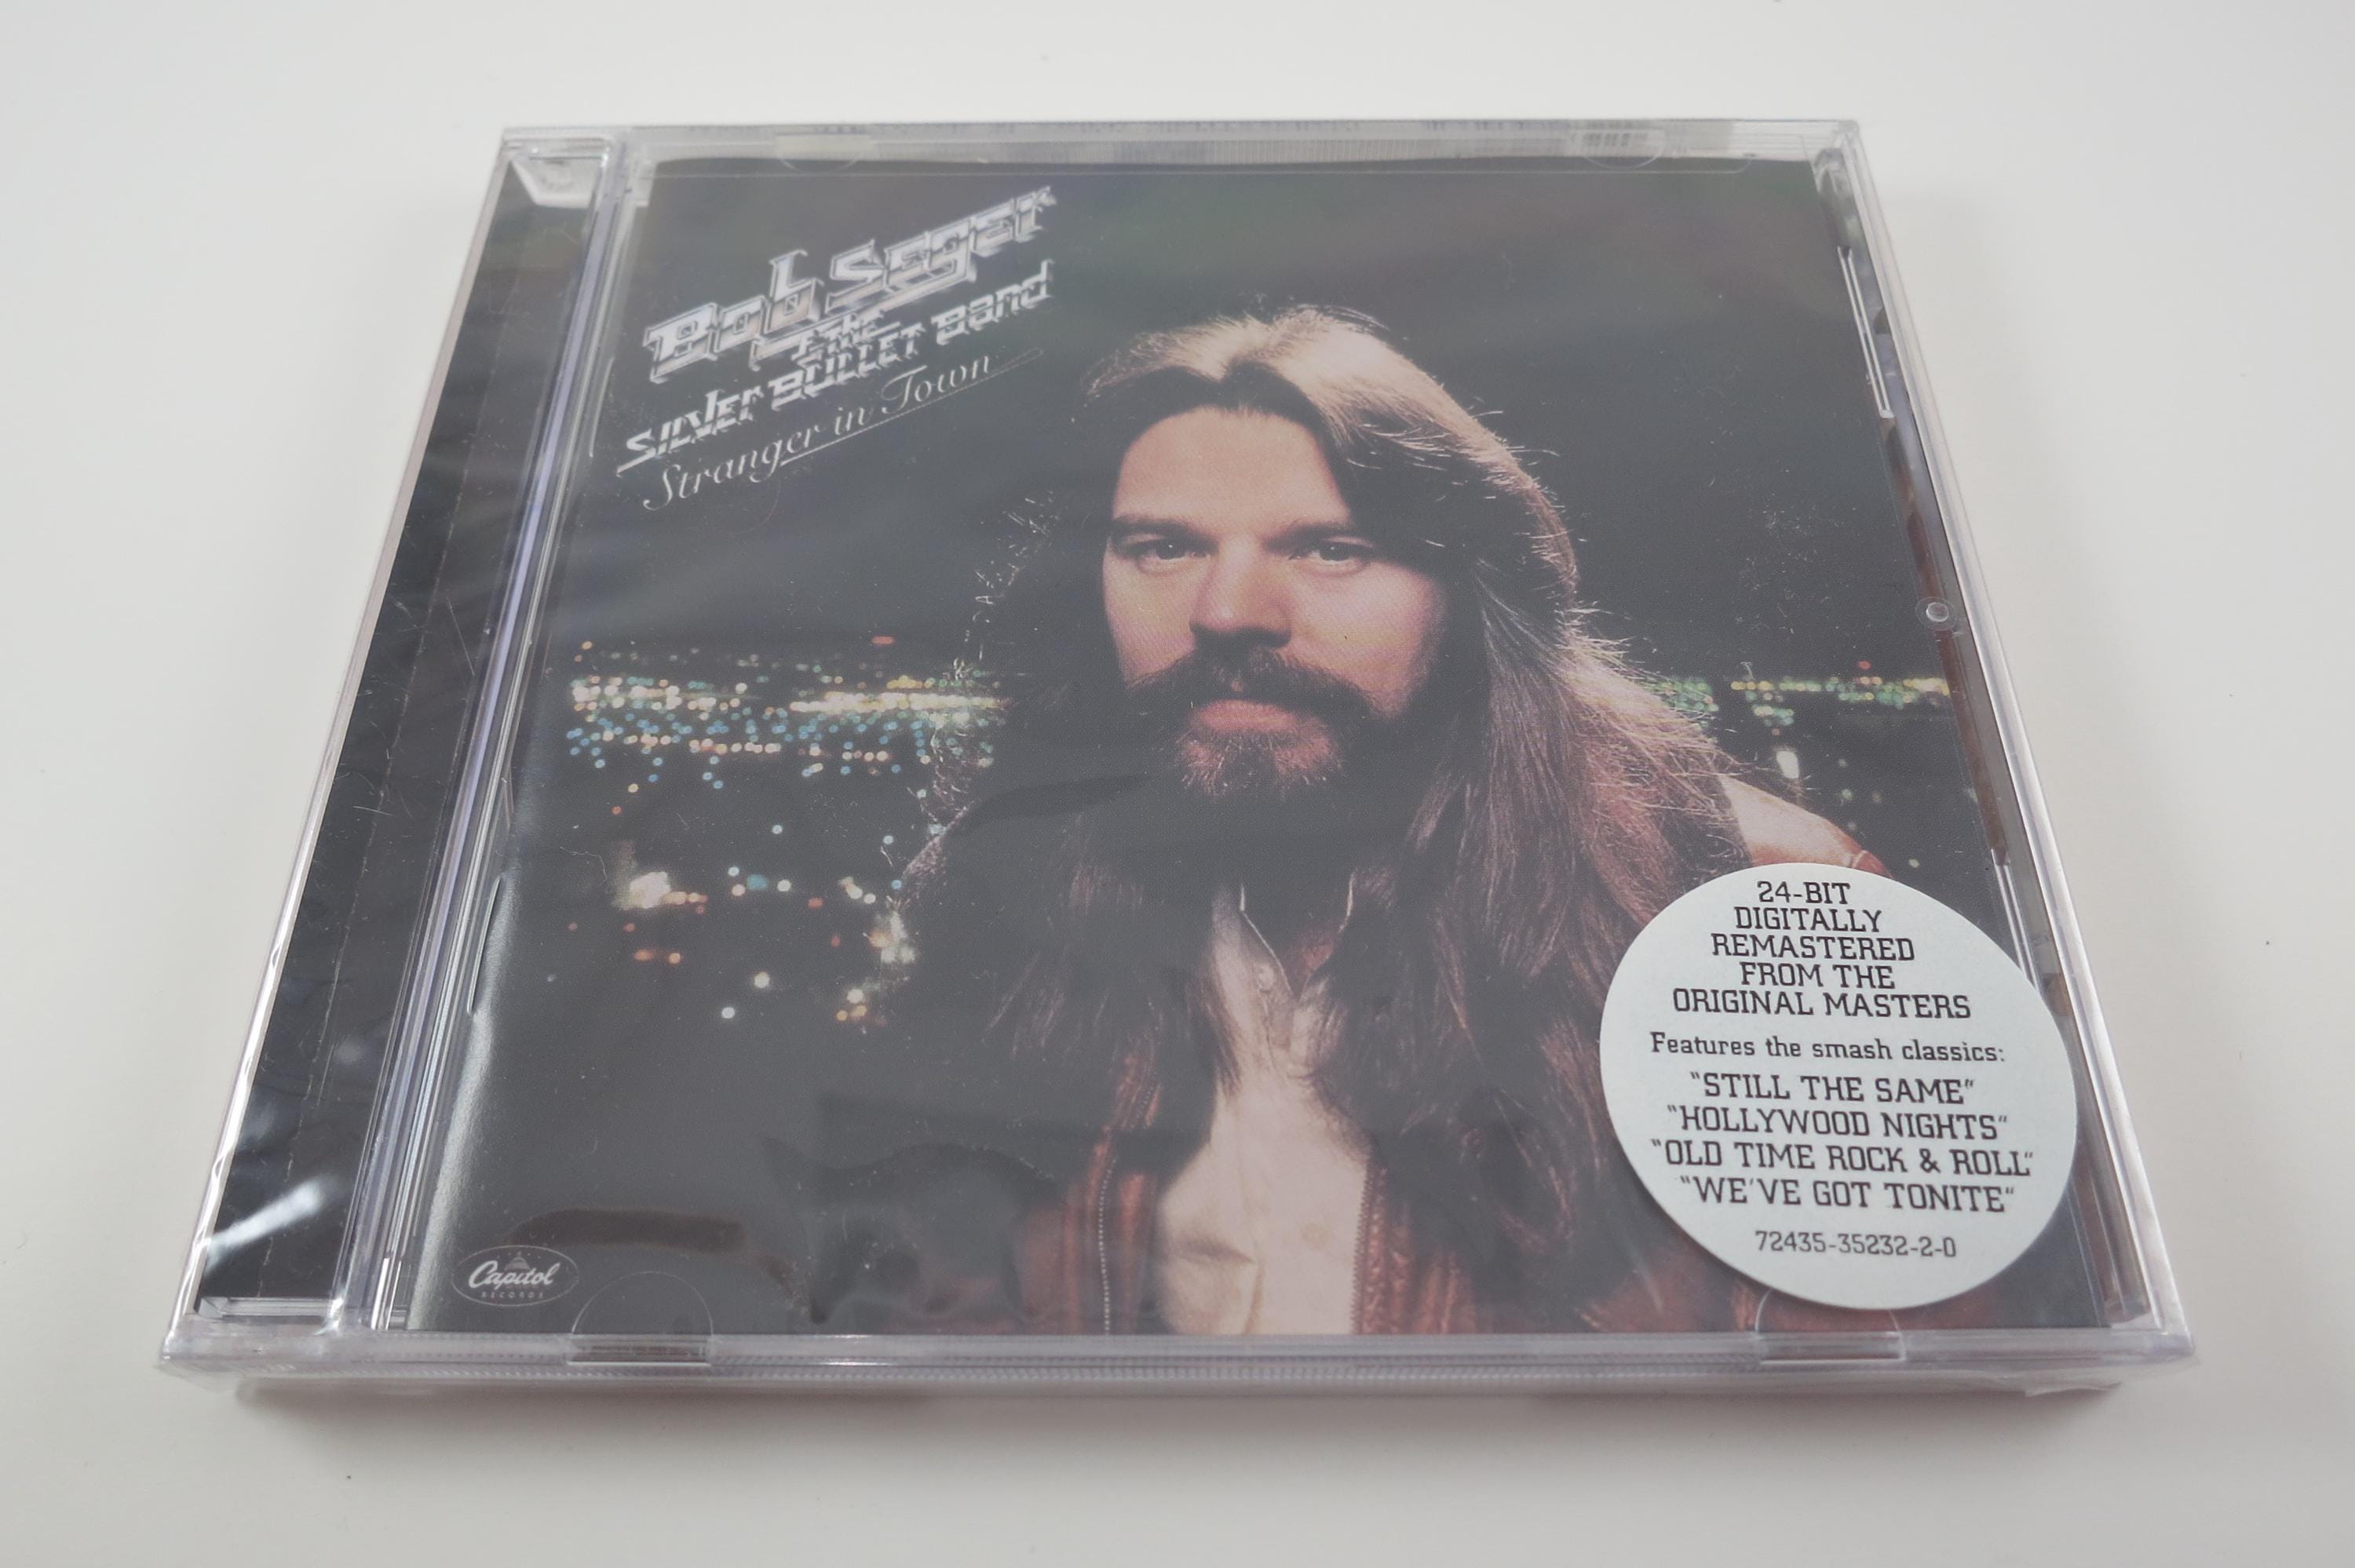 Bob Seger
& THE
SILVER BULLET BAND
Stranger in Town
24-BIT
DIGITALLY
REMASTERED
FROM THE
ORIGINAL MASTERS
Features the smash classics:
"STILL THE SAME"
"HOLLYWOOD NIGHTS"
"OLD TIME ROCK & ROLL"
"WE'VE GOT TONITE"
72435-35232-2-0
Capitol
RECORDS